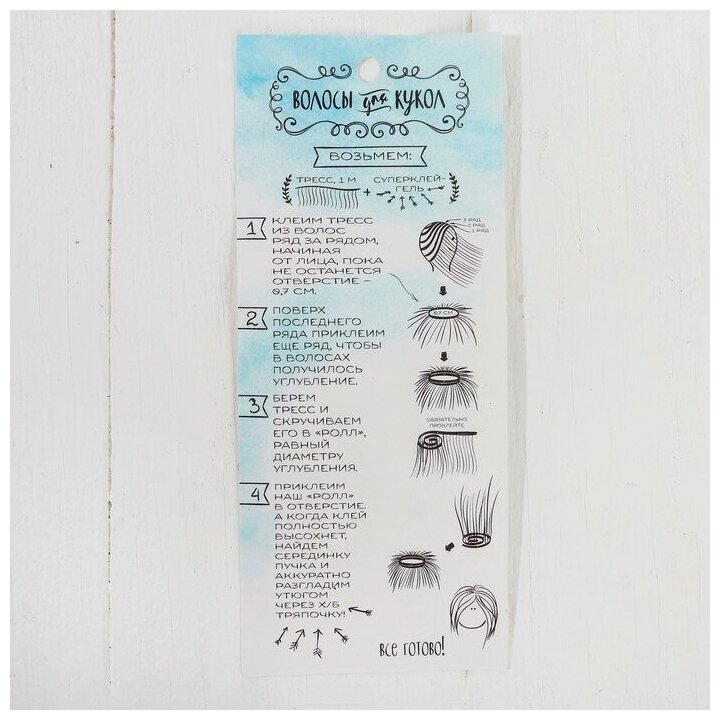 ВОЛОСЫ для КУКОЛ
ВОЗЬМЕМ:
ТРЕСС, 1 М + СУПЕРКЛЕЙ-
ГЕЛЬ
1 КЛЕИМ ТРЕСС
ИЗ ВОЛОС
РЯД ЗА РЯДОМ,
НАЧИНАЯ
ОТ ЛИЦА, ПОКА
НЕ ОСТАНЕТСЯ
ОТВЕРСТИЕ –
0,7 СМ.
3 РЯД
2 РЯД
1 РЯД
0,7 СМ
2 ПОВЕРХ
ПОСЛЕДНЕГО
РЯДА ПРИКЛЕИМ
ЕЩЕ РЯД, ЧТОБЫ
В ВОЛОСАХ
ПОЛУЧИЛОСЬ
УГЛУБЛЕНИЕ.
3 БЕРЕМ
ТРЕСС И
СКРУЧИВАЕМ
ЕГО В «РОЛЛ»,
РАВНЫЙ
ДИАМЕТРУ
УГЛУБЛЕНИЯ.
ОБЯЗАТЕЛЬНО
ПРОКЛЕЙТЕ
4 ПРИКЛЕИМ
НАШ «РОЛЛ»
В ОТВЕРСТИЕ.
А КОГДА КЛЕЙ
ПОЛНОСТЬЮ
ВЫСОХНЕТ,
НАЙДЕМ
СЕРЕДИНКУ
ПУЧКА И
АККУРАТНО
РАЗГЛАДИМ
УТЮГОМ
ЧЕРЕЗ Х/Б
ТРЯПОЧКУ!
ВСЕ ГОТОВО!